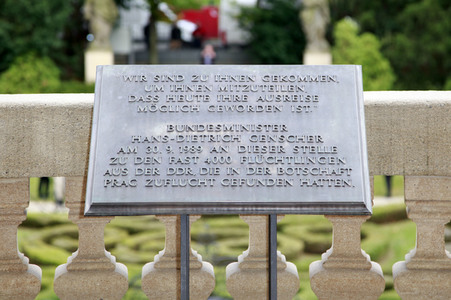 „WIR SIND ZU IHNEN GEKOMMEN,
UM IHNEN MITZUTEILEN,
DASS HEUTE IHRE AUSREISE
MÖGLICH GEWORDEN IST."
BUNDESMINISTER
HANS-DIETRICH GENSCHER
AM 30. 9. 1989 AN DIESER STELLE
ZU DEN FAST 4000 FLÜCHTLINGEN
AUS DER DDR, DIE IN DER BOTSCHAFT
PRAG ZUFLUCHT GEFUNDEN HATTEN.